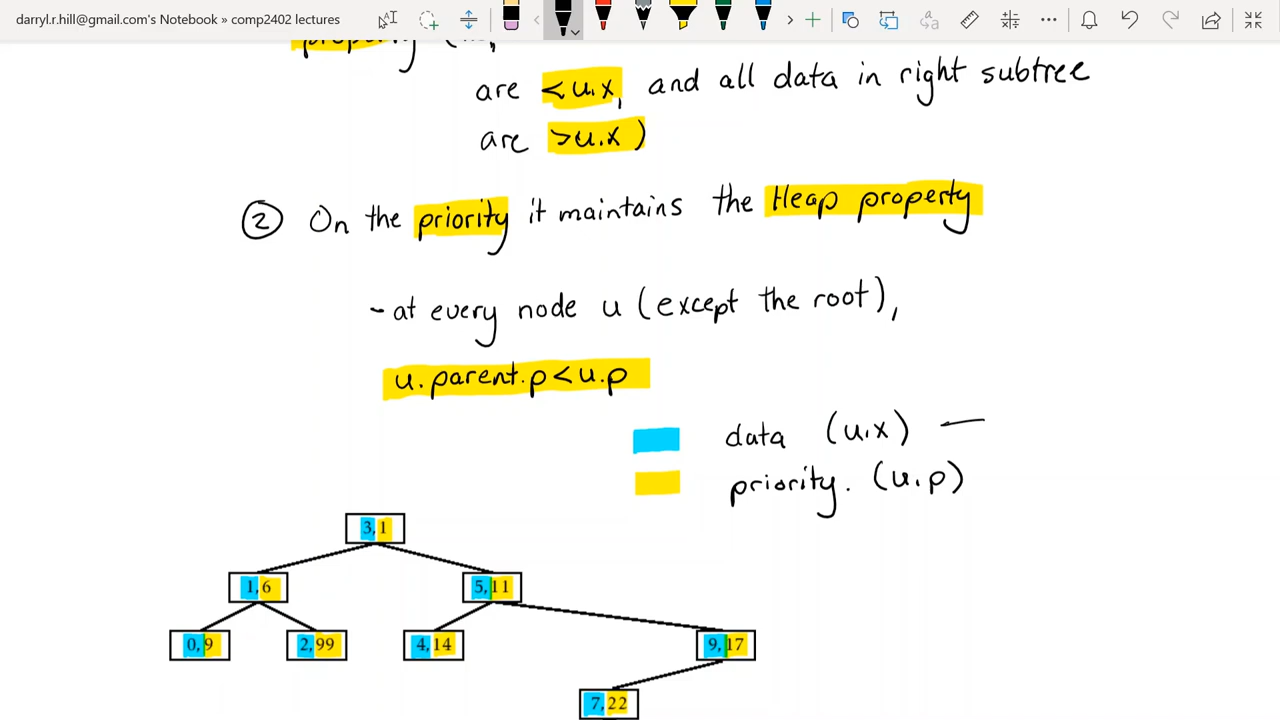 darryl.r.hill@gmail.com's Notebook » comp2402 lectures
property
are <u.x, and all data in right subtree
are >u.x)
② On the priority it maintains the Heap property
- at every node u (except the root),
u.parent.p<u.p
data (u.x) —
priority. (u.p)
3,1
1,6 5,11
0,9 2,99 4,14 9,17
7,22